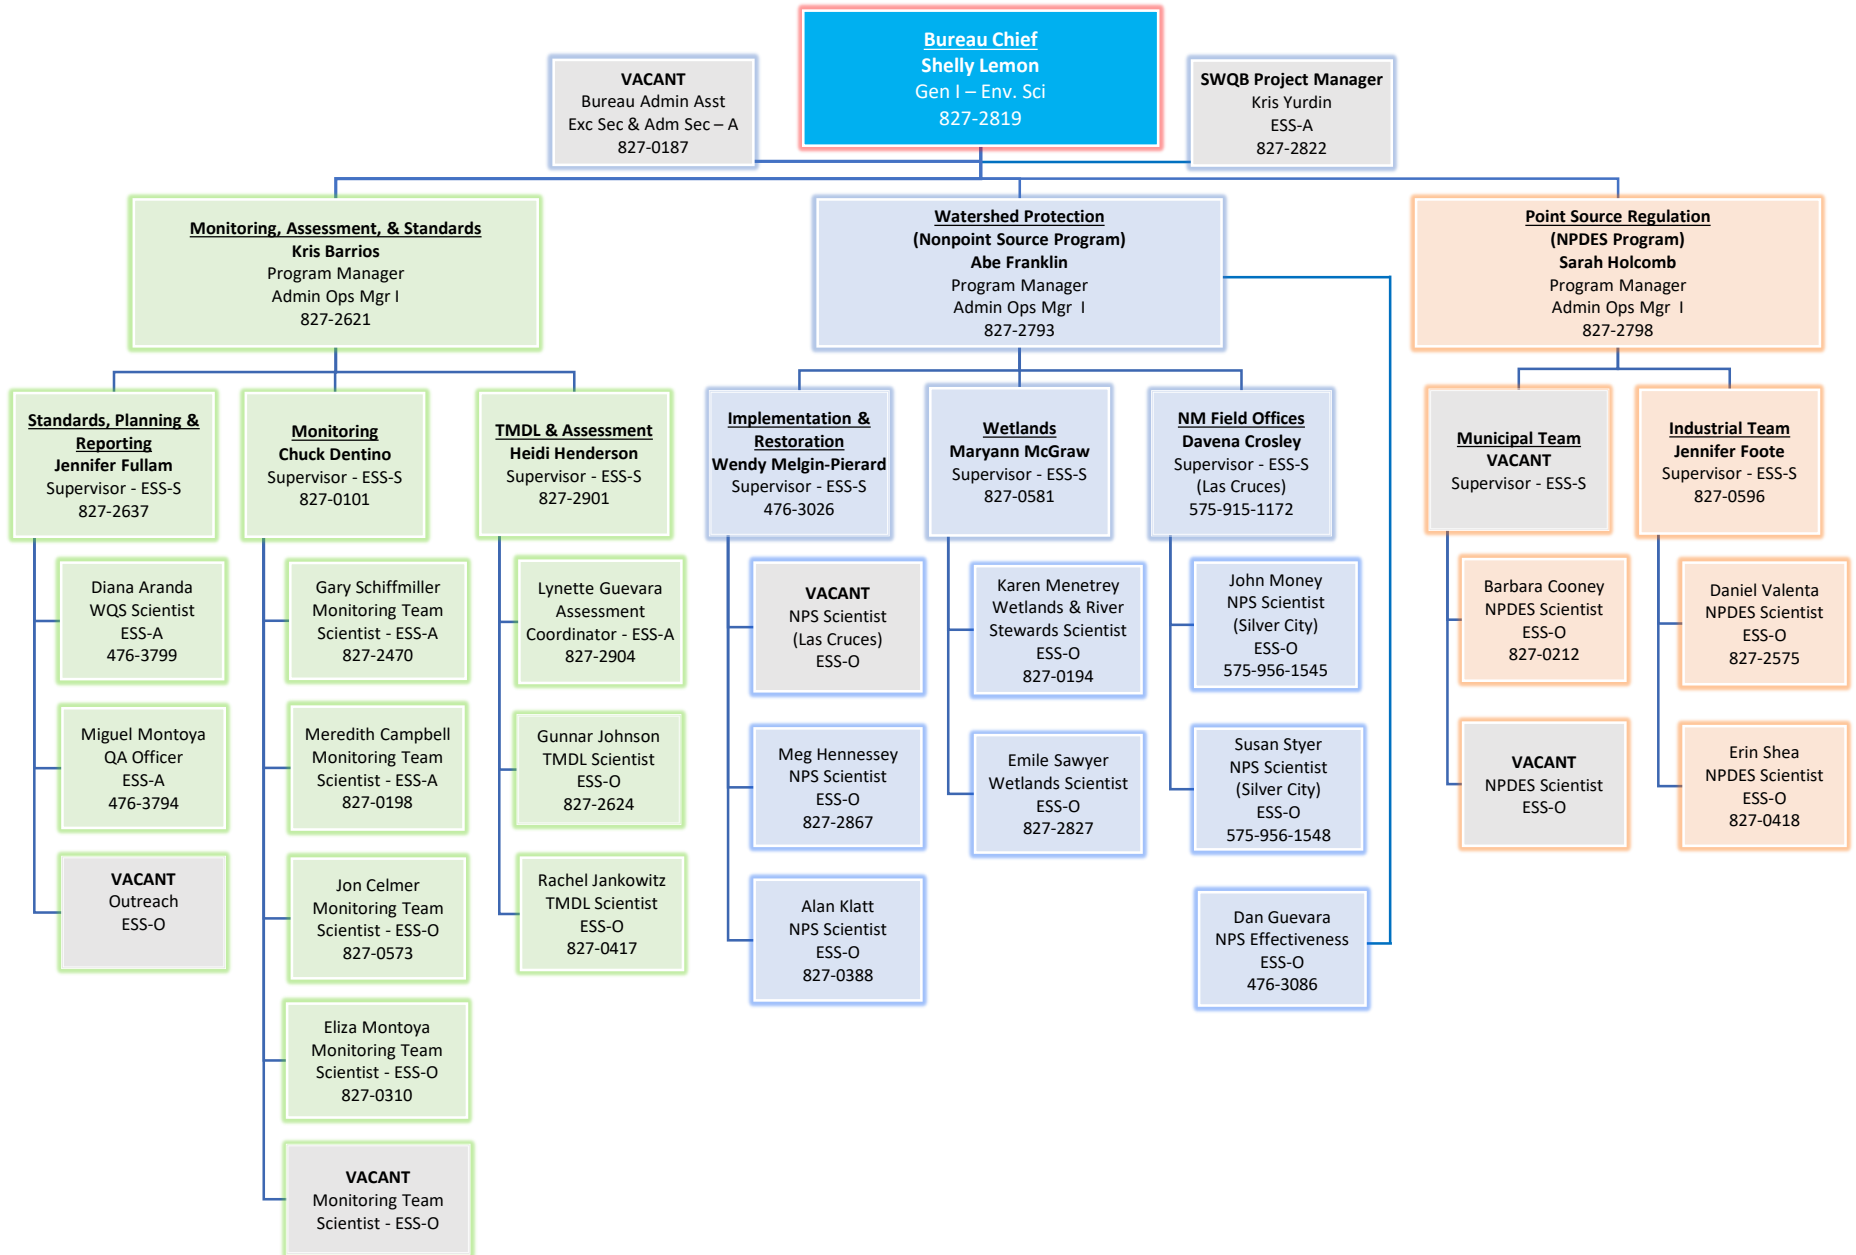 Bureau Chief
Shelly Lemon
Gen I – Env. Sci
827-2819
VACANT
Bureau Admin Asst
Exc Sec & Adm Sec – A
827-0187
SWQB Project Manager
Kris Yurdin
ESS-A
827-2822
Monitoring, Assessment, & Standards
Kris Barrios
Program Manager
Admin Ops Mgr I
827-2621
Watershed Protection
(Nonpoint Source Program)
Abe Franklin
Program Manager
Admin Ops Mgr I
827-2793
Point Source Regulation
(NPDES Program)
Sarah Holcomb
Program Manager
Admin Ops Mgr I
827-2798
Standards, Planning &
Reporting
Jennifer Fullam
Supervisor - ESS-S
827-2637
Monitoring
Chuck Dentino
Supervisor - ESS-S
827-0101
TMDL & Assessment
Heidi Henderson
Supervisor - ESS-S
827-2901
Implementation &
Restoration
Wendy Melgin-Pierard
Supervisor - ESS-S
476-3026
Wetlands
Maryann McGraw
Supervisor - ESS-S
827-0581
NM Field Offices
Davena Crosley
Supervisor - ESS-S
(Las Cruces)
575-915-1172
Municipal Team
VACANT
Supervisor - ESS-S
Industrial Team
Jennifer Foote
Supervisor - ESS-S
827-0596
Diana Aranda
WQS Scientist
ESS-A
476-3799
Gary Schiffmiller
Monitoring Team
Scientist - ESS-A
827-2470
Lynette Guevara
Assessment
Coordinator - ESS-A
827-2904
VACANT
NPS Scientist
(Las Cruces)
ESS-O
Karen Menetrey
Wetlands & River
Stewards Scientist
ESS-O
827-0194
John Money
NPS Scientist
(Silver City)
ESS-O
575-956-1545
Barbara Cooney
NPDES Scientist
ESS-O
827-0212
Daniel Valenta
NPDES Scientist
ESS-O
827-2575
Miguel Montoya
QA Officer
ESS-A
476-3794
Meredith Campbell
Monitoring Team
Scientist - ESS-A
827-0198
Gunnar Johnson
TMDL Scientist
ESS-O
827-2624
Meg Hennessey
NPS Scientist
ESS-O
827-2867
Emile Sawyer
Wetlands Scientist
ESS-O
827-2827
Susan Styer
NPS Scientist
(Silver City)
ESS-O
575-956-1548
VACANT
NPDES Scientist
ESS-O
Erin Shea
NPDES Scientist
ESS-O
827-0418
VACANT
Outreach
ESS-O
Jon Celmer
Monitoring Team
Scientist - ESS-O
827-0573
Rachel Jankowitz
TMDL Scientist
ESS-O
827-0417
Alan Klatt
NPS Scientist
ESS-O
827-0388
Dan Guevara
NPS Effectiveness
ESS-O
476-3086
Eliza Montoya
Monitoring Team
Scientist - ESS-O
827-0310
VACANT
Monitoring Team
Scientist - ESS-O